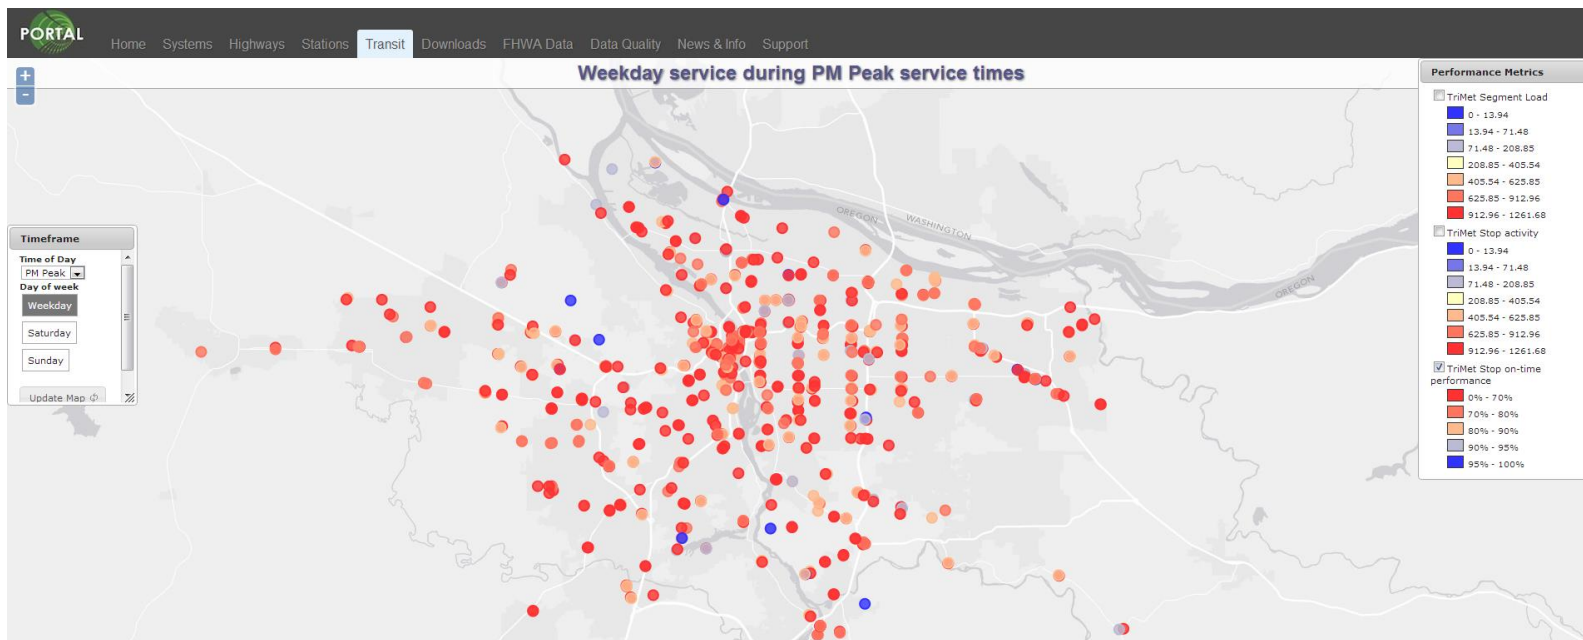 PORTAL
Home Systems Highways Stations Transit Downloads FHWA Data Data Quality News & Info Support
+
-
Weekday service during PM Peak service times
Performance Metrics
TriMet Segment Load
0 - 13.94
13.94 - 71.48
71.48 - 208.85
208.85 - 405.54
405.54 - 625.85
625.85 - 912.96
912.96 - 1261.68
TriMet Stop activity
0 - 13.94
13.94 - 71.48
71.48 - 208.85
208.85 - 405.54
405.54 - 625.85
625.85 - 912.96
912.96 - 1261.68
TriMet Stop on-time
performance
0% - 70%
70% - 80%
80% - 90%
90% - 95%
95% - 100%
Timeframe
Time of Day
PM Peak
Day of week
Weekday
Saturday
Sunday
Update Map
OREGON
WASHINGTON
OREGON